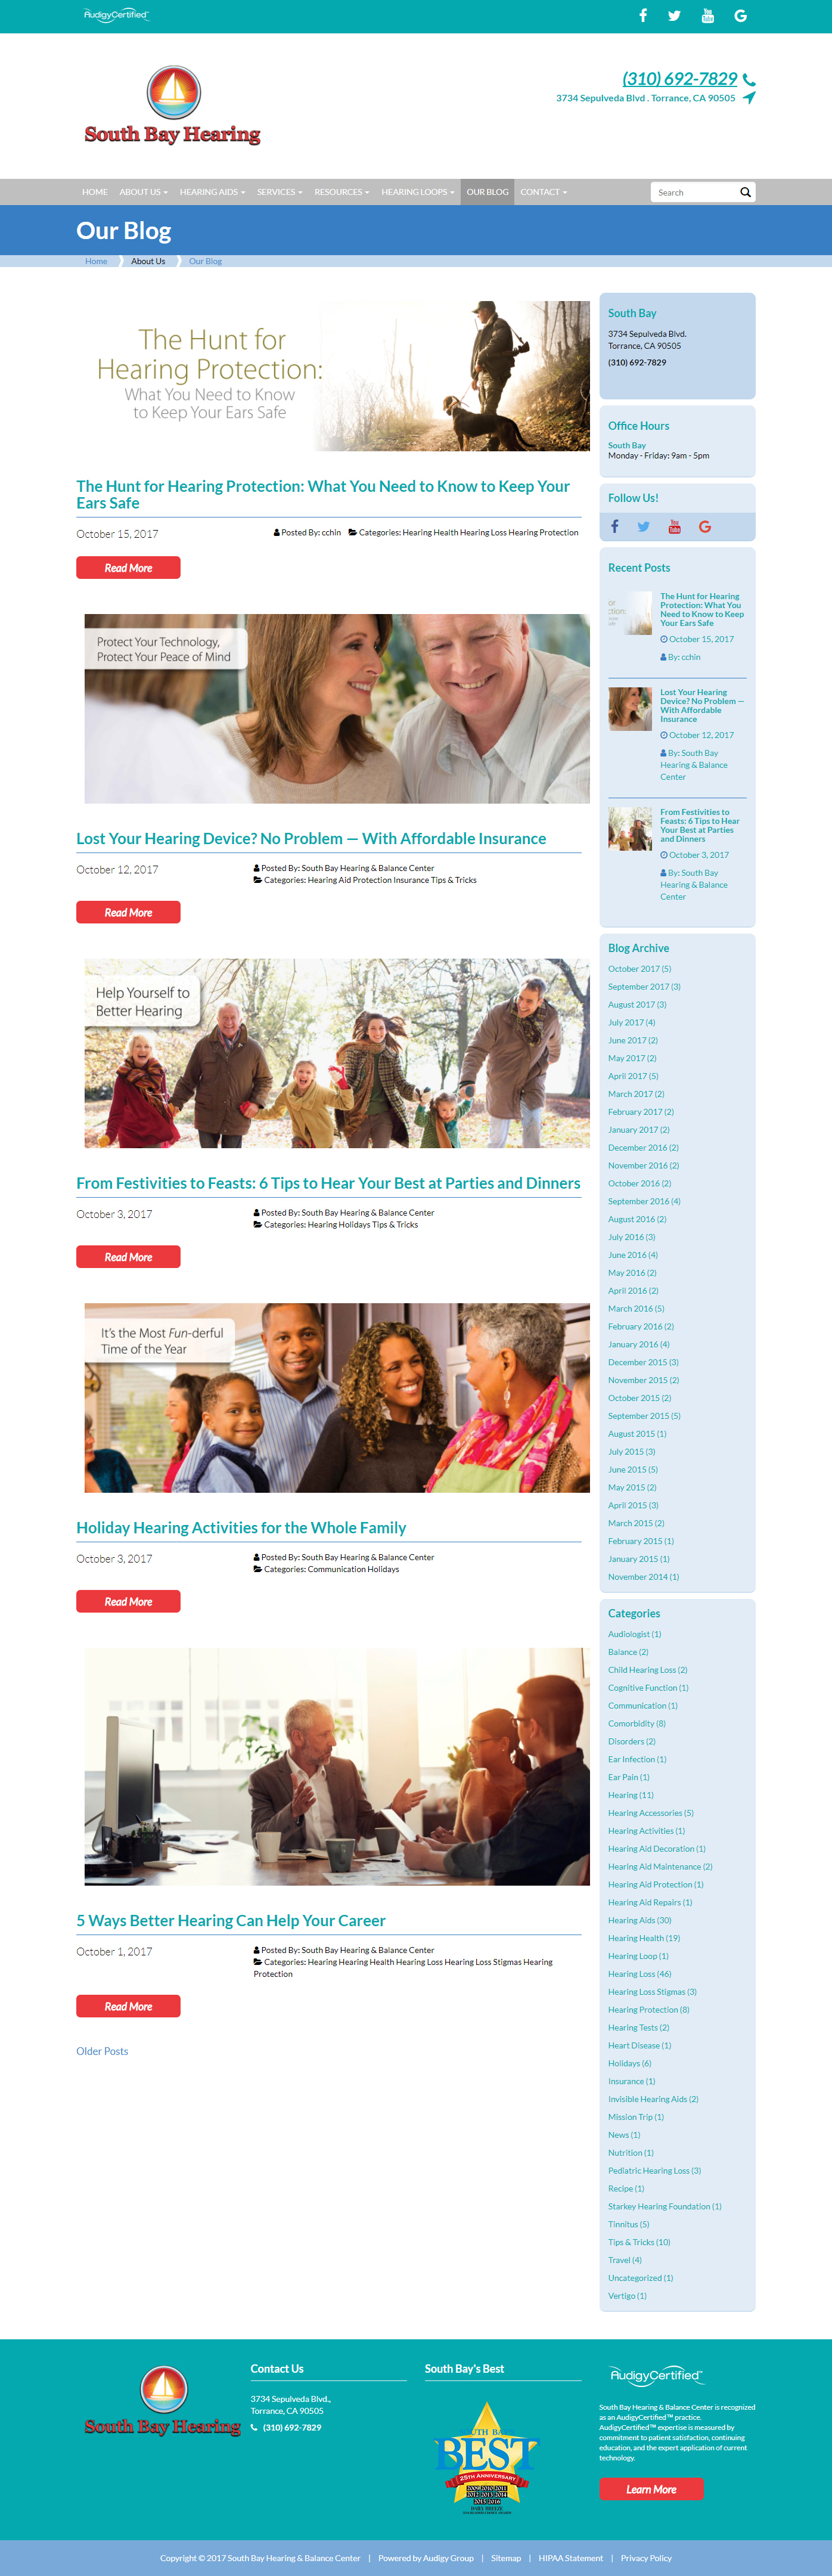 AudigyCertified™
(310) 692-7829
3734 Sepulveda Blvd . Torrance, CA 90505
South Bay Hearing
HOME ABOUT US HEARING AIDS SERVICES RESOURCES HEARING LOOPS OUR BLOG CONTACT Search
Our Blog
Home About Us Our Blog
The Hunt for
Hearing Protection:
What You Need to Know
to Keep Your Ears Safe
The Hunt for Hearing Protection: What You Need to Know to Keep Your
Ears Safe
October 15, 2017
Posted By: cchin Categories: Hearing Health Hearing Loss Hearing Protection
Read More
Protect Your Technology,
Protect Your Peace of Mind
Lost Your Hearing Device? No Problem — With Affordable Insurance
October 12, 2017
Posted By: South Bay Hearing & Balance Center
Categories: Hearing Aid Protection Insurance Tips & Tricks
Read More
Help Yourself to
Better Hearing
From Festivities to Feasts: 6 Tips to Hear Your Best at Parties and Dinners
October 3, 2017
Posted By: South Bay Hearing & Balance Center
Categories: Hearing Holidays Tips & Tricks
Read More
It's the Most Fun-derful
Time of the Year
Holiday Hearing Activities for the Whole Family
October 3, 2017
Posted By: South Bay Hearing & Balance Center
Categories: Communication Holidays
Read More
5 Ways Better Hearing Can Help Your Career
October 1, 2017
Posted By: South Bay Hearing & Balance Center
Categories: Hearing Hearing Health Hearing Loss Hearing Loss Stigmas Hearing
Protection
Read More
Older Posts
South Bay
3734 Sepulveda Blvd.
Torrance, CA 90505
(310) 692-7829
Office Hours
South Bay
Monday - Friday: 9am - 5pm
Follow Us!
Recent Posts
The Hunt for Hearing
Protection: What You
Need to Know to Keep
Your Ears Safe
October 15, 2017
By: cchin
Lost Your Hearing
Device? No Problem —
With Affordable
Insurance
October 12, 2017
By: South Bay
Hearing & Balance
Center
From Festivities to
Feasts: 6 Tips to Hear
Your Best at Parties
and Dinners
October 3, 2017
By: South Bay
Hearing & Balance
Center
Blog Archive
October 2017 (5)
September 2017 (3)
August 2017 (3)
July 2017 (4)
June 2017 (2)
May 2017 (2)
April 2017 (5)
March 2017 (2)
February 2017 (2)
January 2017 (2)
December 2016 (2)
November 2016 (2)
October 2016 (2)
September 2016 (4)
August 2016 (2)
July 2016 (3)
June 2016 (4)
May 2016 (2)
April 2016 (2)
March 2016 (5)
February 2016 (2)
January 2016 (4)
December 2015 (3)
November 2015 (2)
October 2015 (2)
September 2015 (5)
August 2015 (1)
July 2015 (3)
June 2015 (5)
May 2015 (2)
April 2015 (3)
March 2015 (2)
February 2015 (1)
January 2015 (1)
November 2014 (1)
Categories
Audiologist (1)
Balance (2)
Child Hearing Loss (2)
Cognitive Function (1)
Communication (1)
Comorbidity (8)
Disorders (2)
Ear Infection (1)
Ear Pain (1)
Hearing (11)
Hearing Accessories (5)
Hearing Activities (1)
Hearing Aid Decoration (1)
Hearing Aid Maintenance (2)
Hearing Aid Protection (1)
Hearing Aid Repairs (1)
Hearing Aids (30)
Hearing Health (19)
Hearing Loop (1)
Hearing Loss (46)
Hearing Loss Stigmas (3)
Hearing Protection (8)
Hearing Tests (2)
Heart Disease (1)
Holidays (6)
Insurance (1)
Invisible Hearing Aids (2)
Mission Trip (1)
News (1)
Nutrition (1)
Pediatric Hearing Loss (3)
Recipe (1)
Starkey Hearing Foundation (1)
Tinnitus (5)
Tips & Tricks (10)
Travel (4)
Uncategorized (1)
Vertigo (1)
South Bay Hearing
Contact Us
3734 Sepulveda Blvd.,
Torrance, CA 90505
(310) 692-7829
South Bay's Best
SOUTH BAY'S
BEST
25TH ANNIVERSARY
DAILY BREEZE
AudigyCertified™
South Bay Hearing & Balance Center is recognized
as an AudigyCertified™ practice.
AudigyCertified™ expertise is measured by
commitment to patient satisfaction, continuing
education, and the expert application of current
technology.
Learn More
Copyright © 2017 South Bay Hearing & Balance Center | Powered by Audigy Group | Sitemap | HIPAA Statement | Privacy Policy